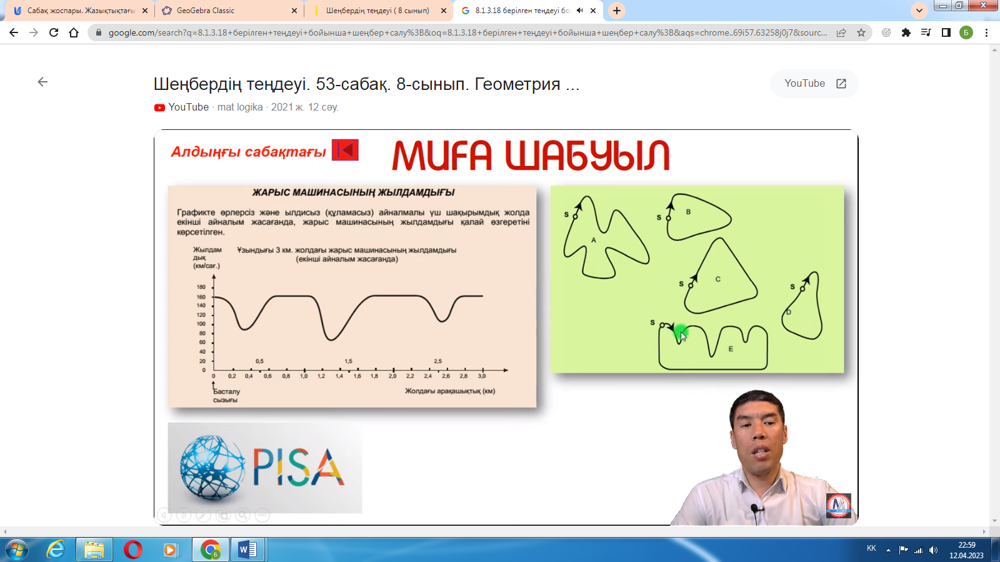 Сабақ жоспары. Жазықтықтағы
GeoGebra Classic
Шеңбердің теңдеуі ( 8 сынып)
8.1.3.18 берілген теңдеуі бо
google.com/search?q=8.1.3.18+берілген+теңдеуі+бойынша+шеңбер+салу%3B&oq=8.1.3.18+берілген+теңдеуі+бойынша+шеңбер+салу%3B&aqs=chrome..69i57.63258j0j7&sourc...
Б
Шеңбердің теңдеуі. 53-сабақ. 8-сынып. Геометрия ...
YouTube
YouTube · mat logika · 2021 ж. 12 сәу.
Алдыңғы сабақтағы
МИҒА ШАБУЫЛ
ЖАРЫС МАШИНАСЫНЫҢ ЖЫЛДАМДЫҒЫ
Графикте өрлерсіз және ылдисыз (құламасыз) айналмалы үш шақырымдық жолда
екінші айналым жасағанда, жарыс машинасының жылдамдығы қалай өзгеретіні
көрсетілген.
Жылдам
дық
(км/сағ.)
Ұзындығы 3 км. жолдағы жарыс машинасының жылдамдығы
(екінші айналым жасағанда)
180
160
140
120
100
80
60
40
20
0
0,5 1,5 2,5
0 0,2 0,4 0,6 0,8 1,0 1,2 1,4 1,6 1,8 2,0 2,2 2,4 2,6 2,8 3,0
Басталу
сызығы
Жолдағы арақашықтық (км)
S A
S B
S C
S D
S E
PISA
KK
22:59
12.04.2023